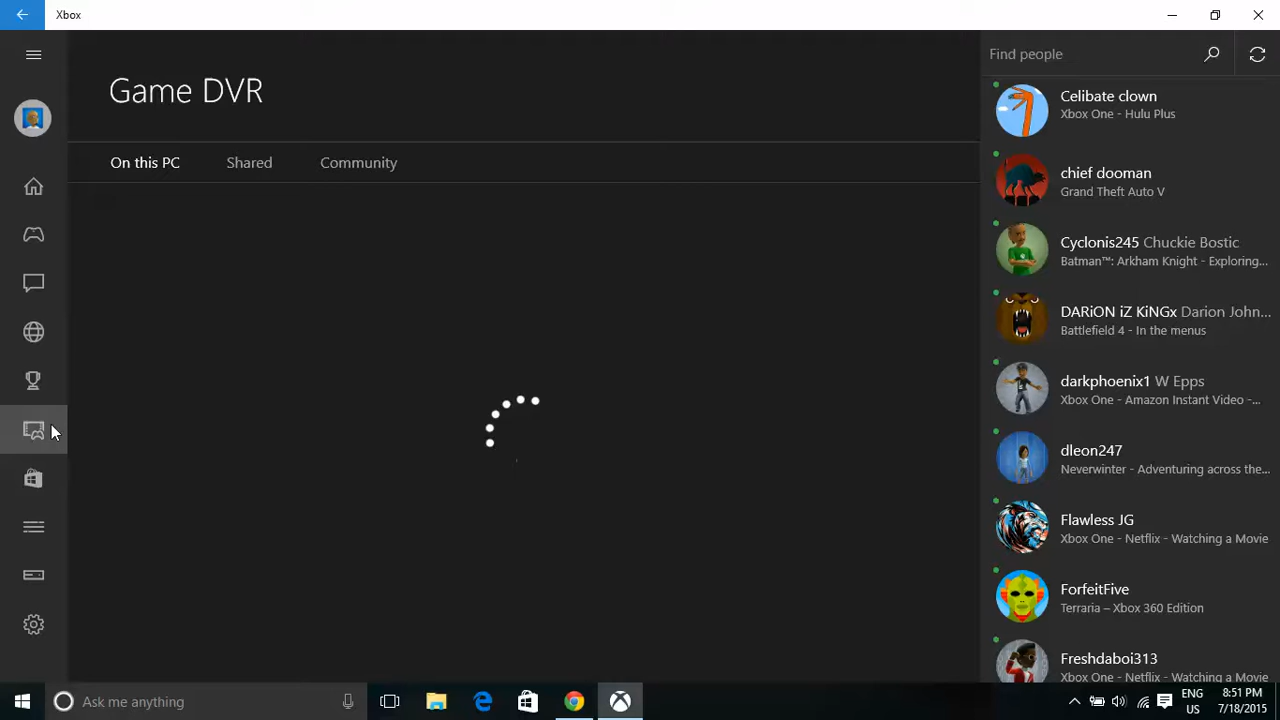 Xbox
Game DVR
On this PC
Shared
Community
Find people
Celibate clown
Xbox One - Hulu Plus
chief dooman
Grand Theft Auto V
Cyclonis245 Chuckie Bostic
Batman™: Arkham Knight - Exploring...
DARiON iZ KiNGx Darion John...
Battlefield 4 - In the menus
darkphoenix1 W Epps
Xbox One - Amazon Instant Video -...
dleon247
Neverwinter - Adventuring across the...
Flawless JG
Xbox One - Netflix - Watching a Movie
ForfeitFive
Terraria – Xbox 360 Edition
Freshdaboi313
Xbox One - Netflix - Watching a Movie
Ask me anything
ENG
US
8:51 PM
7/18/2015